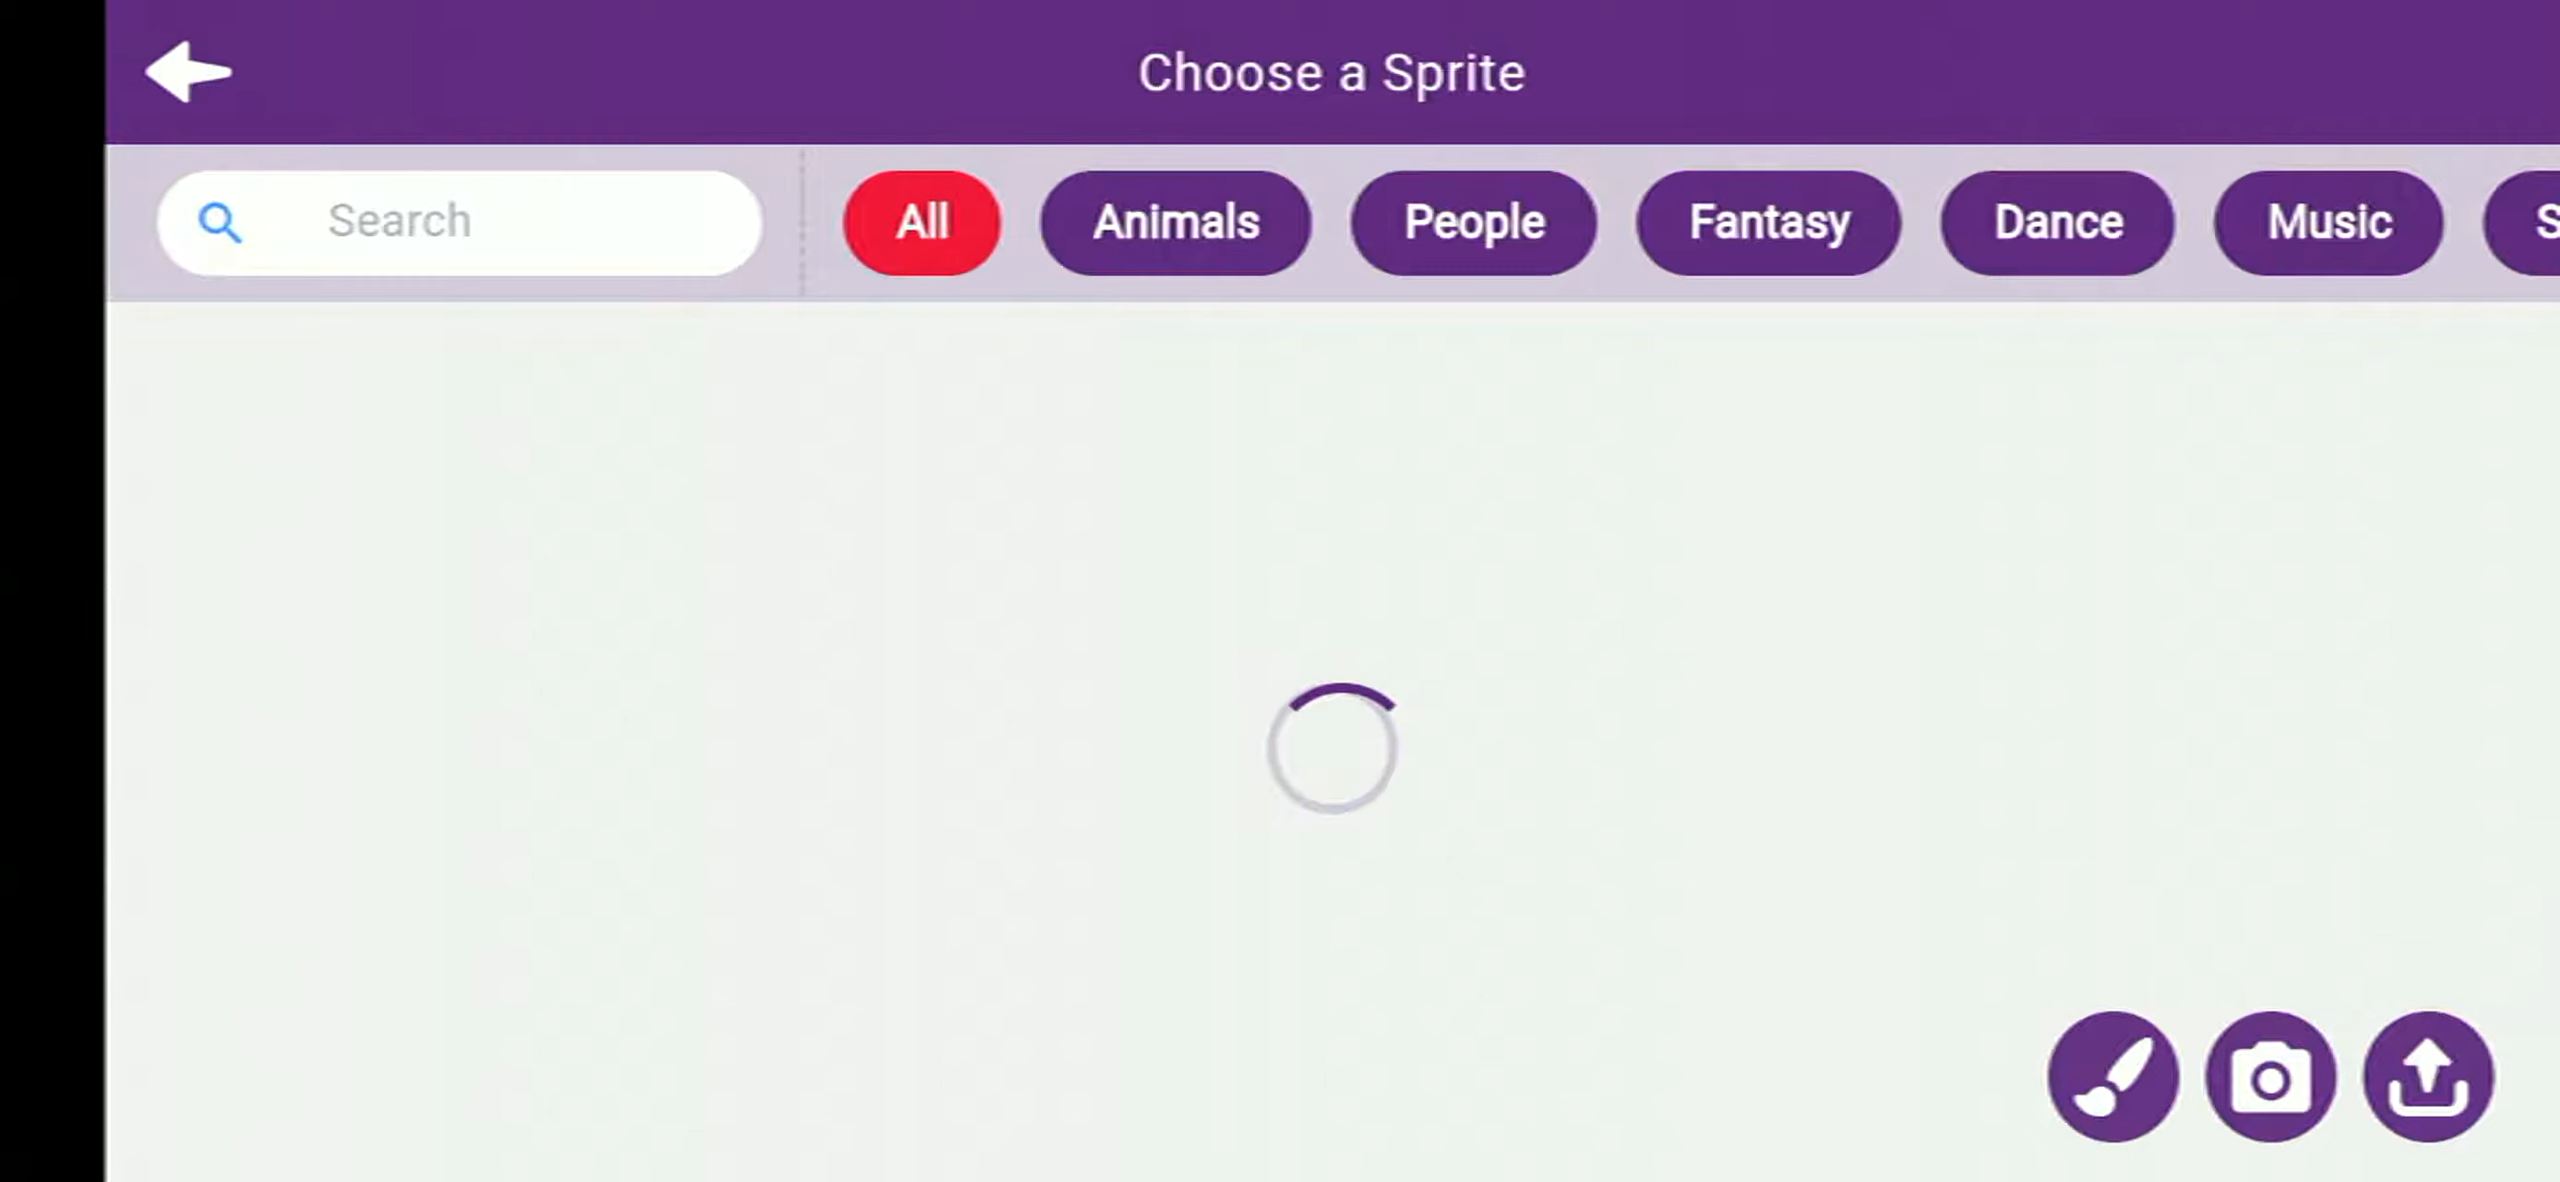 Choose a Sprite
Search
All
Animals
People
Fantasy
Dance
Music
S